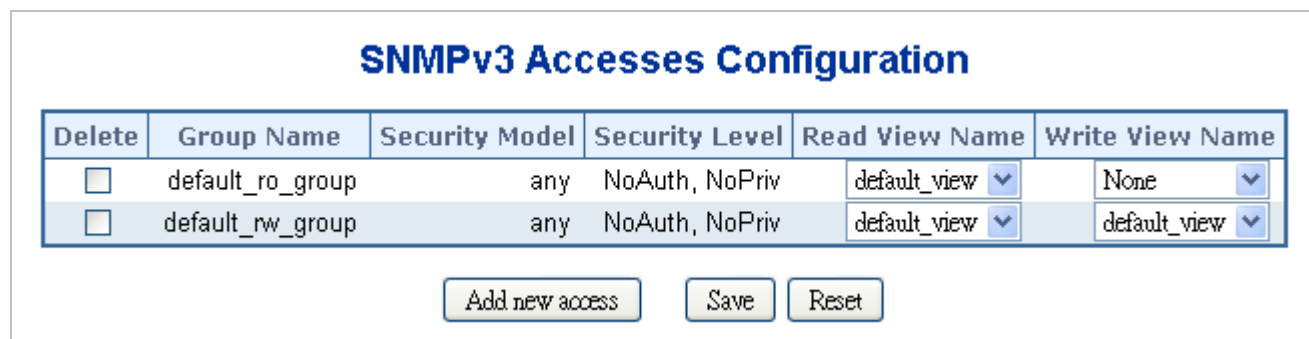 SNMPv3 Accesses Configuration
Delete Group Name Security Model Security Level Read View Name Write View Name
default_ro_group any NoAuth, NoPriv default_view None
default_rw_group any NoAuth, NoPriv default_view default_view
Add new access Save Reset